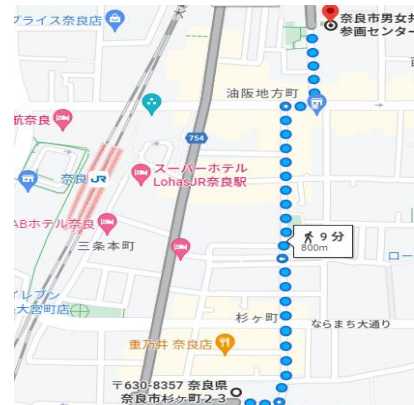 プライス 奈良店
奈良市男女共
参画センター
油阪地方町
航奈良
754
奈良
JR
スーパーホテル
LohasJR奈良駅
ABホテル奈良
三条本町
9 分
800m
ロー
イレブン
大宮町店
杉ヶ町
ならまち大通り
重乃井 奈良店
〒630-8357 奈良県
奈良市杉ケ町2-3